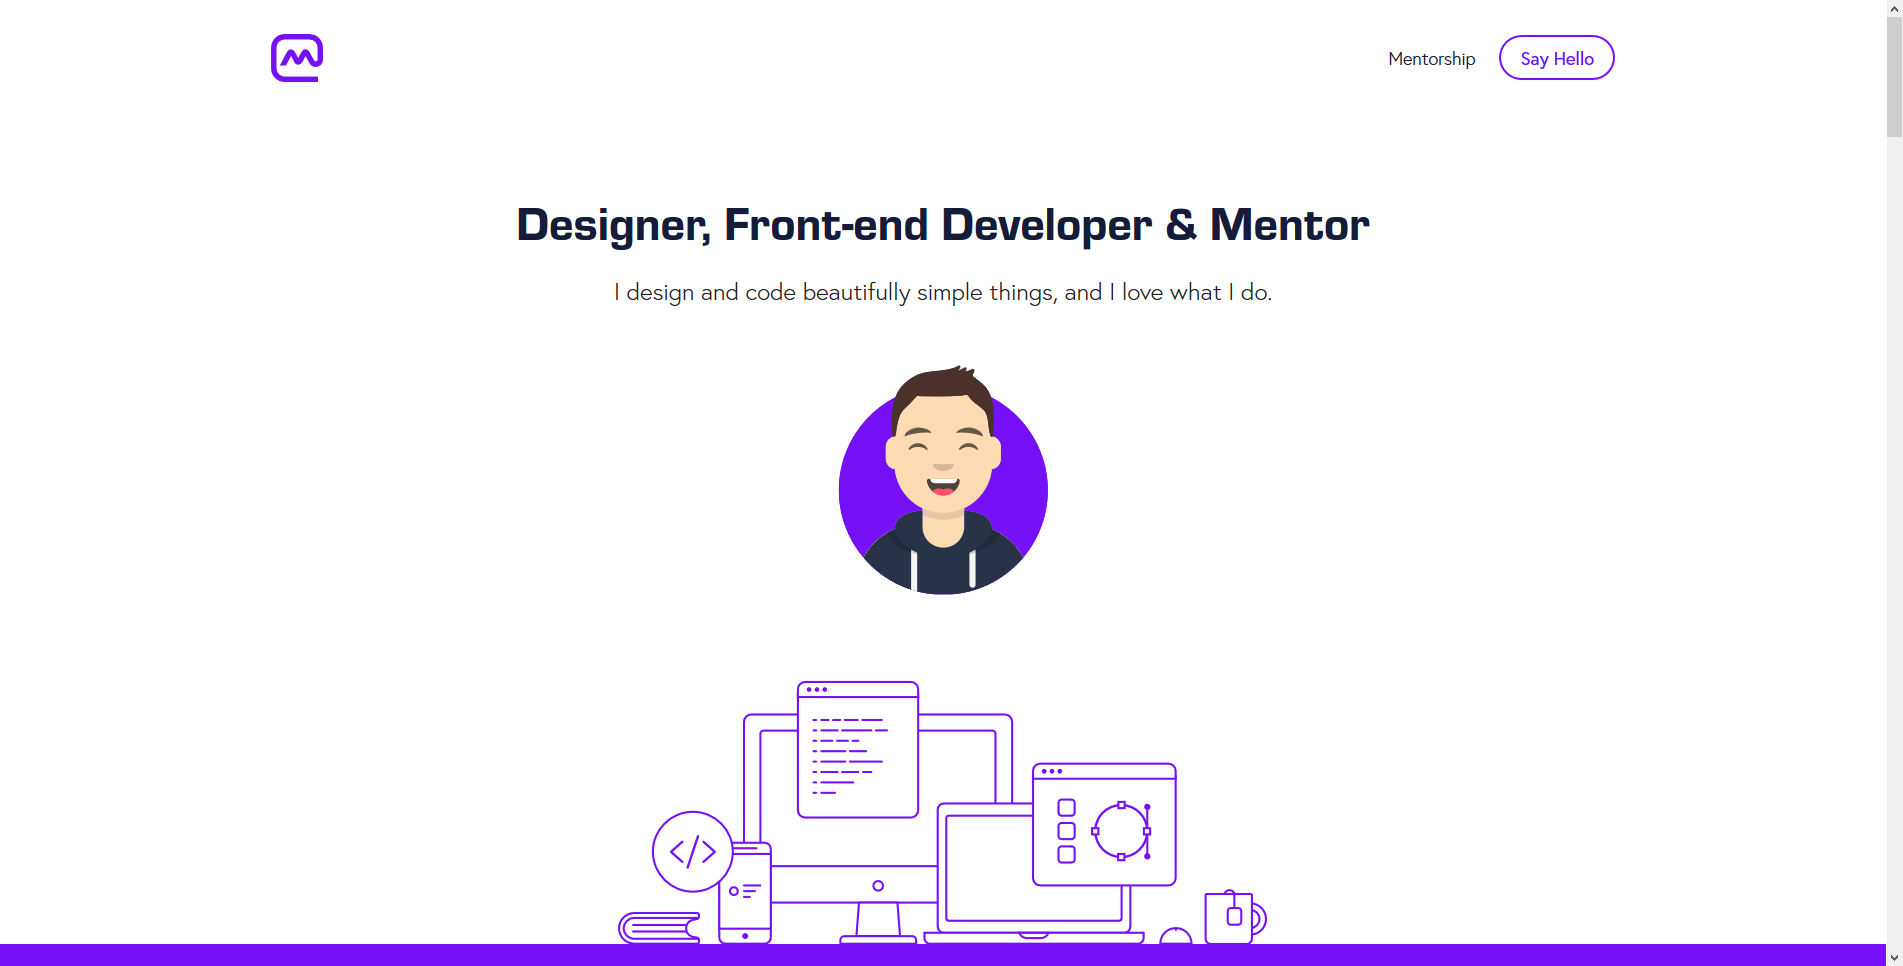 Mentorship
Say Hello
Designer, Front-end Developer & Mentor
I design and code beautifully simple things, and I love what I do.